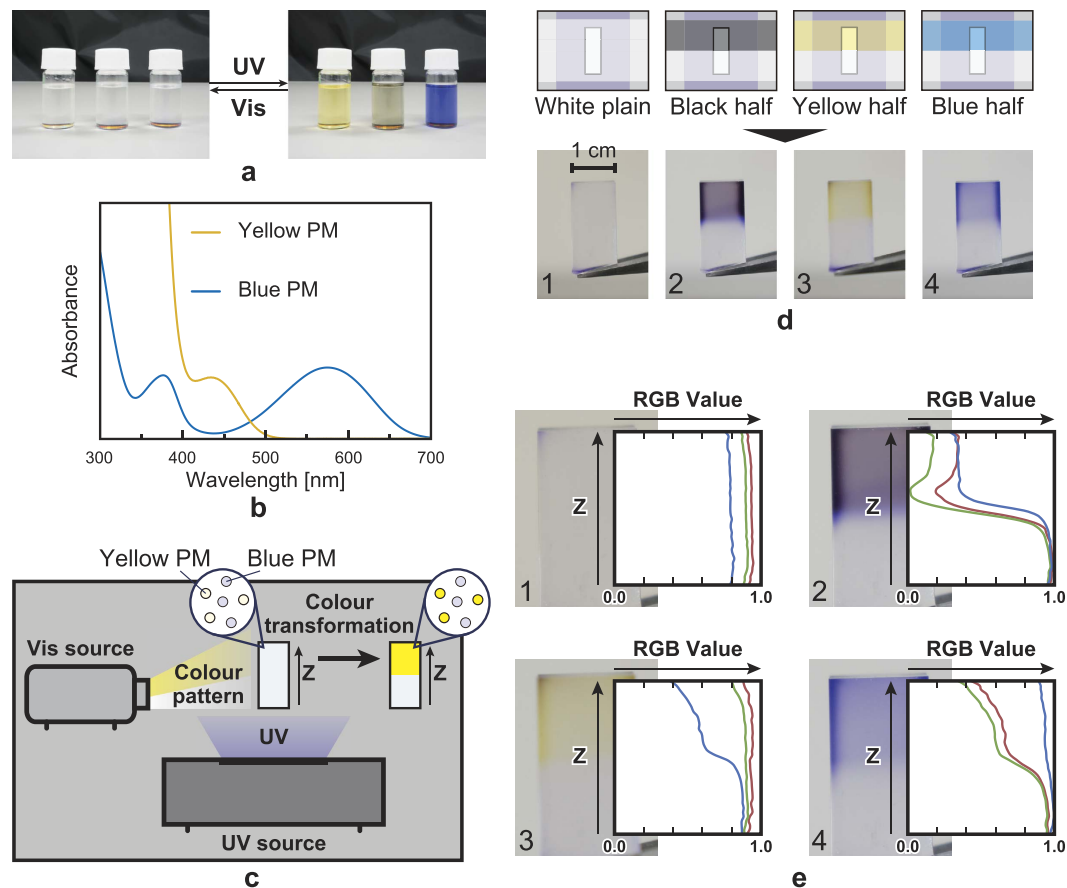 UV
Vis
a
Absorbance
Yellow PM
Blue PM
300
400
500
600
700
Wavelength [nm]
b
Yellow PM
Blue PM
Colour
transformation
Vis source
Colour
pattern
Z
Z
UV
UV source
c
White plain
Black half
Yellow half
Blue half
1 cm
1
2
3
4
d
RGB Value
Z
1
0.0
1.0
RGB Value
Z
2
0.0
1.0
RGB Value
Z
3
0.0
1.0
RGB Value
Z
4
0.0
1.0
e